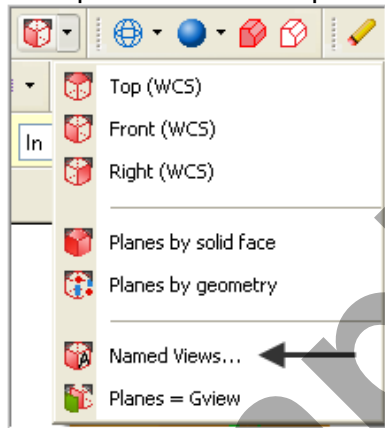 Top (WCS)
Front (WCS)
In
Right (WCS)
Planes by solid face
Planes by geometry
A
Named Views...
Planes = Gview